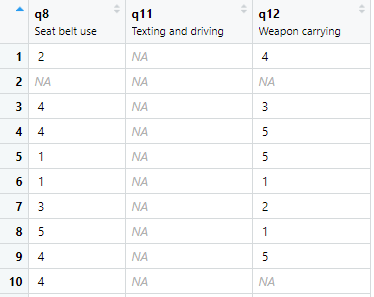 q8 q11 q12
Seat belt use Texting and driving Weapon carrying
1 2 NA 4
2 NA NA NA
3 4 NA 3
4 4 NA 5
5 1 NA 5
6 1 NA 1
7 3 NA 2
8 5 NA 1
9 4 NA 5
10 4 NA NA